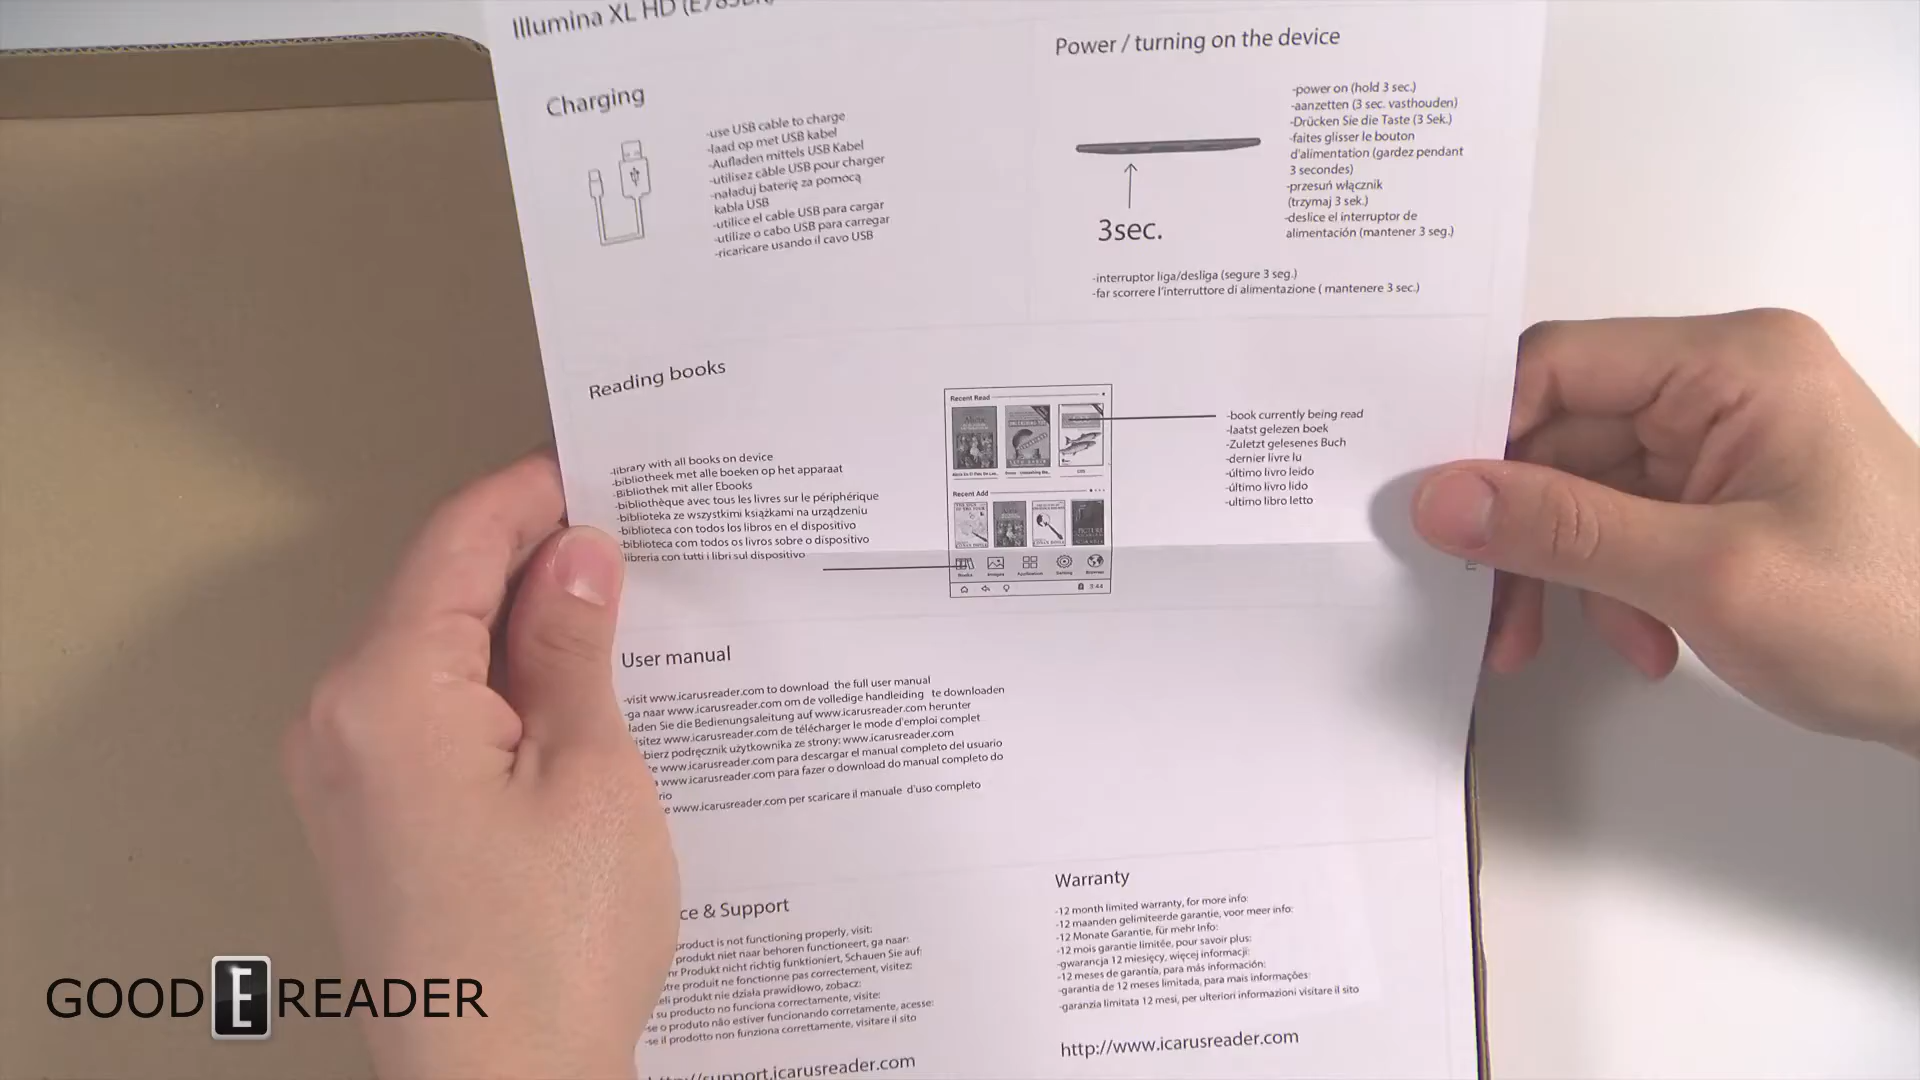 Illumina XL HD
Charging
-use USB cable to charge
-laad op met USB kabel
-Aufladen mittels USB Kabel
-utilisez câble USB pour charger
-naładuj baterię za pomocą
kabla USB
-utilice el cable USB para cargar
-utilize o cabo USB para carregar
-ricaricare usando il cavo USB
Power / turning on the device
3sec.
-power on (hold 3 sec.)
-aanzetten (3 sec. vasthouden)
-Drücken Sie die Taste (3 Sek.)
-faites glisser le bouton
d'alimentation (gardez pendant
3 secondes)
-przesuń włącznik
(trzymaj 3 sek.)
-deslice el interruptor de
alimentación (mantener 3 seg.)
-interruptor liga/desliga (segure 3 seg.)
-far scorrere l'interruttore di alimentazione ( mantenere 3 sec.)
Reading books
-library with all books on device
-bibliotheek met alle boeken op het apparaat
-Bibliothek mit aller Ebooks
-bibliothèque avec tous les livres sur le périphérique
-biblioteka ze wszystkimi książkami na urządzeniu
-biblioteca con todos los libros en el dispositivo
-biblioteca com todos os livros sobre o dispositivo
libreria con tutti i libri sul dispositivo
Recent Read
Recent Add
-book currently being read
-laatst gelezen boek
-Zuletzt gelesenes Buch
-dernier livre lu
-último livro leido
-último livro lido
-ultimo libro letto
User manual
-visit www.icarusreader.com to download the full user manual
-ga naar www.icarusreader.com om de volledige handleiding te downloaden
laden Sie die Bedienungsaleitung auf www.icarusreader.com herunter
isitez www.icarusreader.com de télécharger le mode d'emploi complet
bierz podręcznik użytkownika ze strony: www.icarusreader.com
e www.icarusreader.com para descargar el manual completo del usuario
www.icarusreader.com para fazer o download do manual completo do
rio
e www.icarusreader.com per scaricare il manuale d'uso completo
ce & Support
product is not functioning properly, visit:
produkt niet naar behoren functioneert, ga naar:
hr Produkt nicht richtig funktioniert, Schauen Sie auf:
otre produit ne fonctionne pas correctement, visitez:
eli produkt nie działa prawidłowo, zobacz:
su producto no funciona correctamente, visite:
-se o produto não estiver funcionando corretamente, acesse:
-se il prodotto non funziona correttamente, visitare il sito
support.icarusreader.com
Warranty
-12 month limited warranty, for more info:
-12 maanden gelimiteerde garantie, voor meer info:
-12 Monate Garantie, für mehr Info:
-12 mois garantie limitée, pour savoir plus:
-gwarancja 12 miesięcy, więcej informacji:
-12 meses de garantía, para más información:
-garantia de 12 meses limitada, para mais informações:
-garanzia limitata 12 mesi, per ulteriori informazioni visitare il sito
http://www.icarusreader.com
GOOD E READER